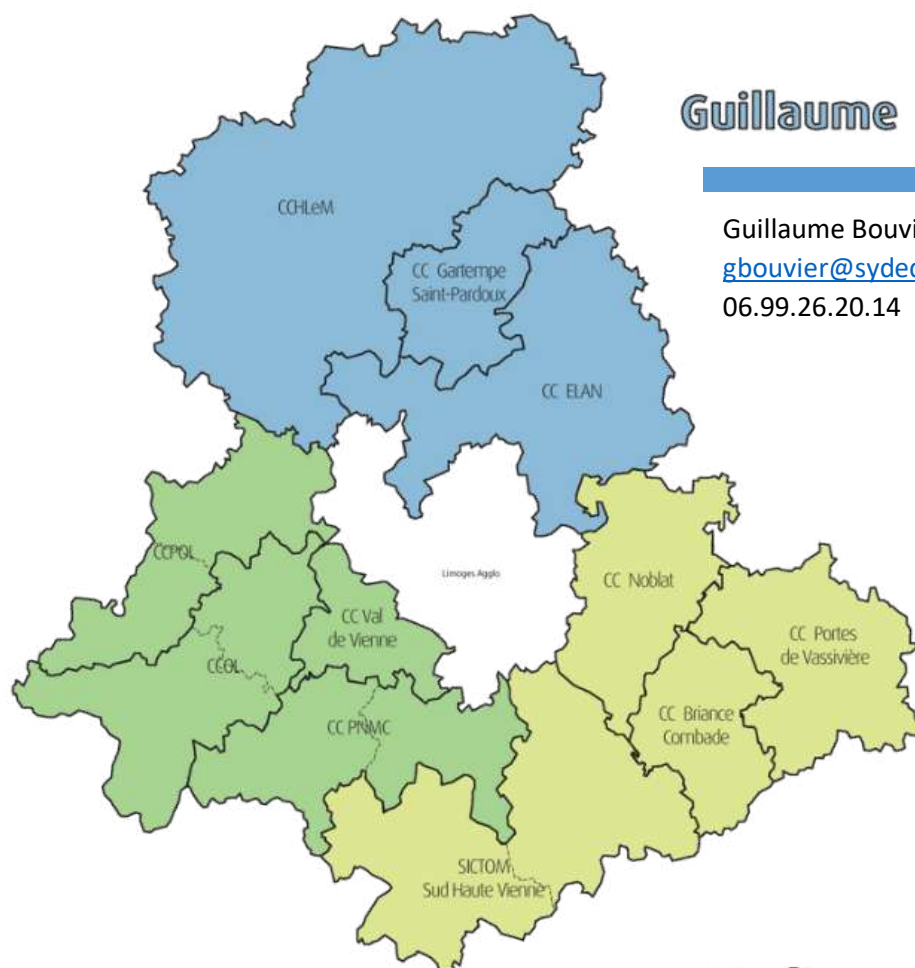 Guillaume
Guillaume Bouvi
gbouvier@syded
06.99.26.20.14
CCHLeM
CC Gartempe
Saint-Pardoux
CC ELAN
CCPOL
CC Noblat
Limoges Agglo
CC Val
de Vienne
CC Portes
de Vassivière
CCOL
CC PNMC
CC Briance
Combade
SICTOM
Sud Haute Vienne